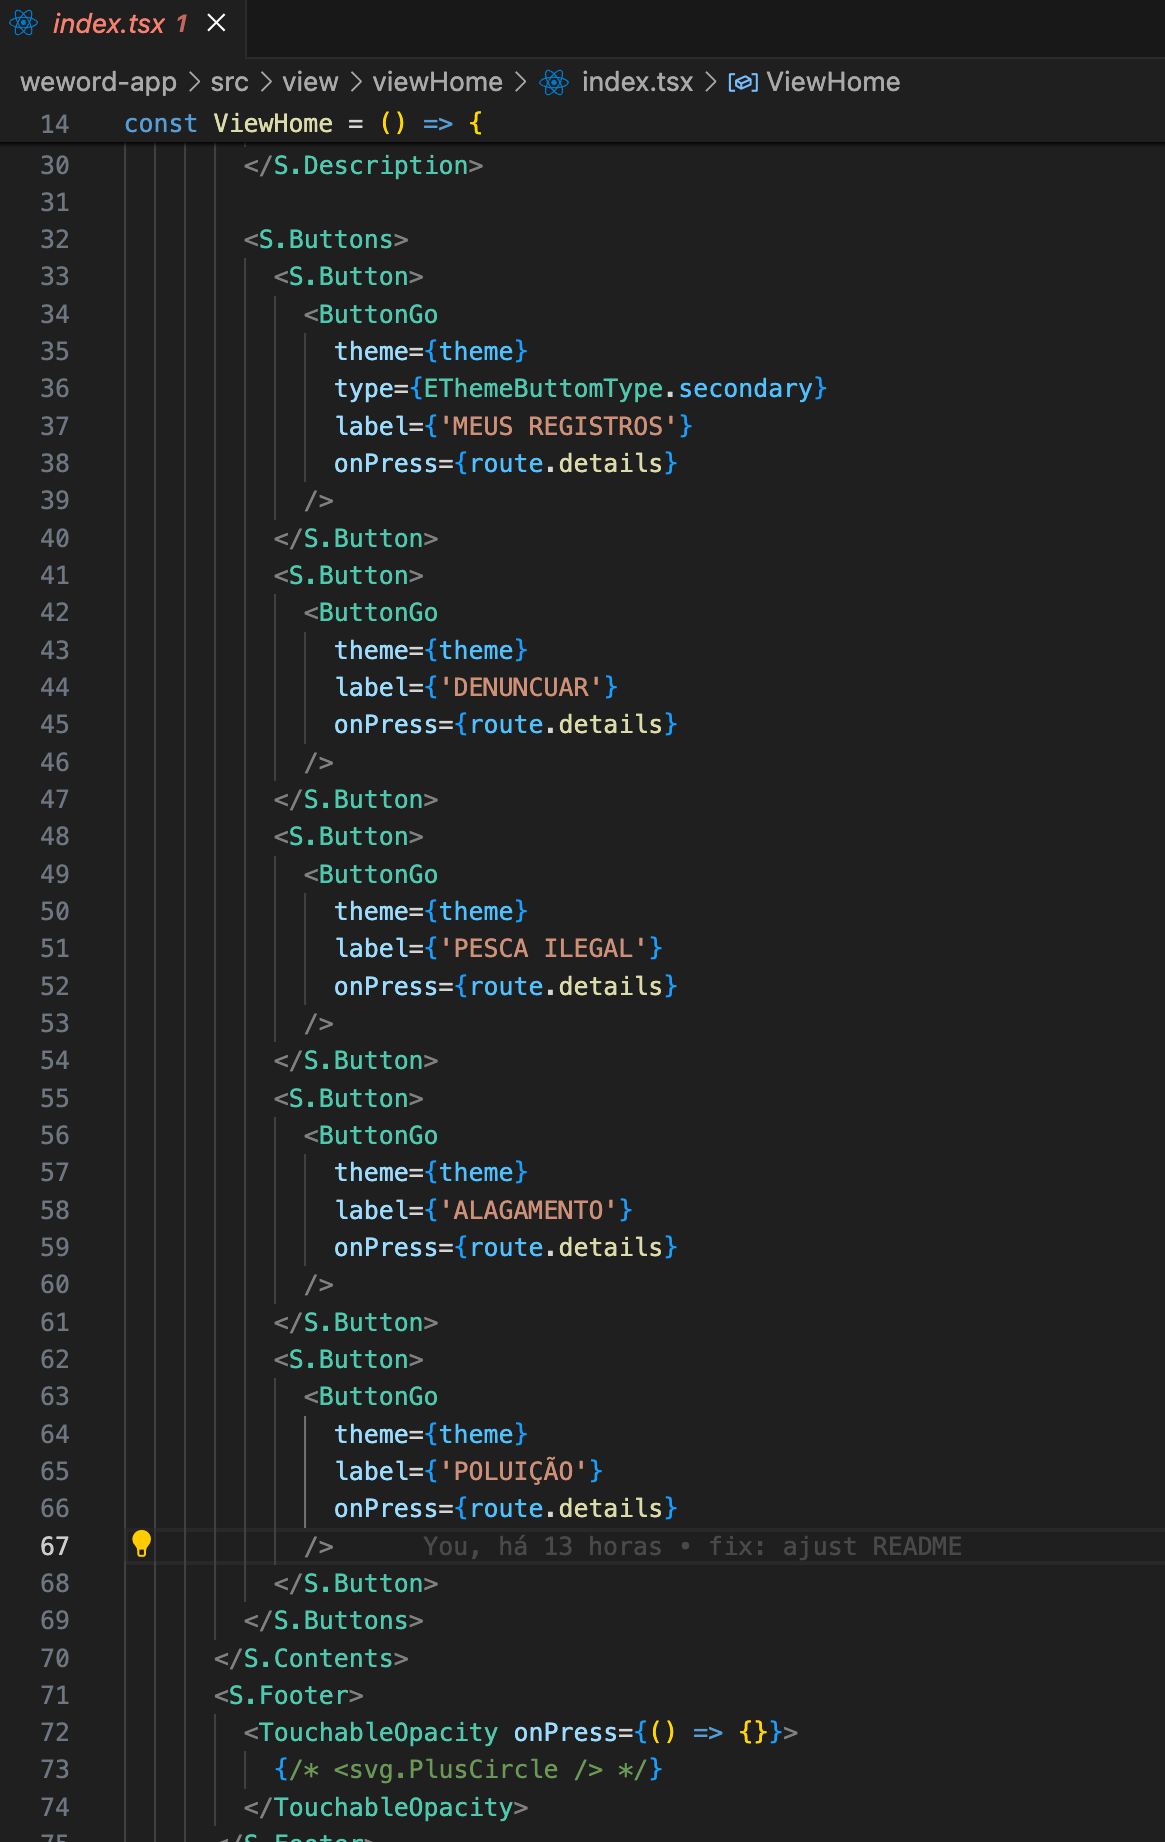 index.tsx 1
weword-app > src > view > viewHome > index.tsx > ViewHome
14 const ViewHome = () => {
30 </S.Description>
31
32 <S.Buttons>
33 <S.Button>
34 <ButtonGo
35 theme={theme}
36 type={EThemeButtomType.secondary}
37 label={'MEUS REGISTROS'}
38 onPress={route.details}
39 />
40 </S.Button>
41 <S.Button>
42 <ButtonGo
43 theme={theme}
44 label={'DENUNCUAR'}
45 onPress={route.details}
46 />
47 </S.Button>
48 <S.Button>
49 <ButtonGo
50 theme={theme}
51 label={'PESCA ILEGAL'}
52 onPress={route.details}
53 />
54 </S.Button>
55 <S.Button>
56 <ButtonGo
57 theme={theme}
58 label={'ALAGAMENTO'}
59 onPress={route.details}
60 />
61 </S.Button>
62 <S.Button>
63 <ButtonGo
64 theme={theme}
65 label={'POLUIÇÃO'}
66 onPress={route.details}
67 /> You, há 13 horas • fix: ajust README
68 </S.Button>
69 </S.Buttons>
70 </S.Contents>
71 <S.Footer>
72 <TouchableOpacity onPress={() => {}}>
73 {/* <svg.PlusCircle /> */}
74 </TouchableOpacity>
75 </S.Footer>